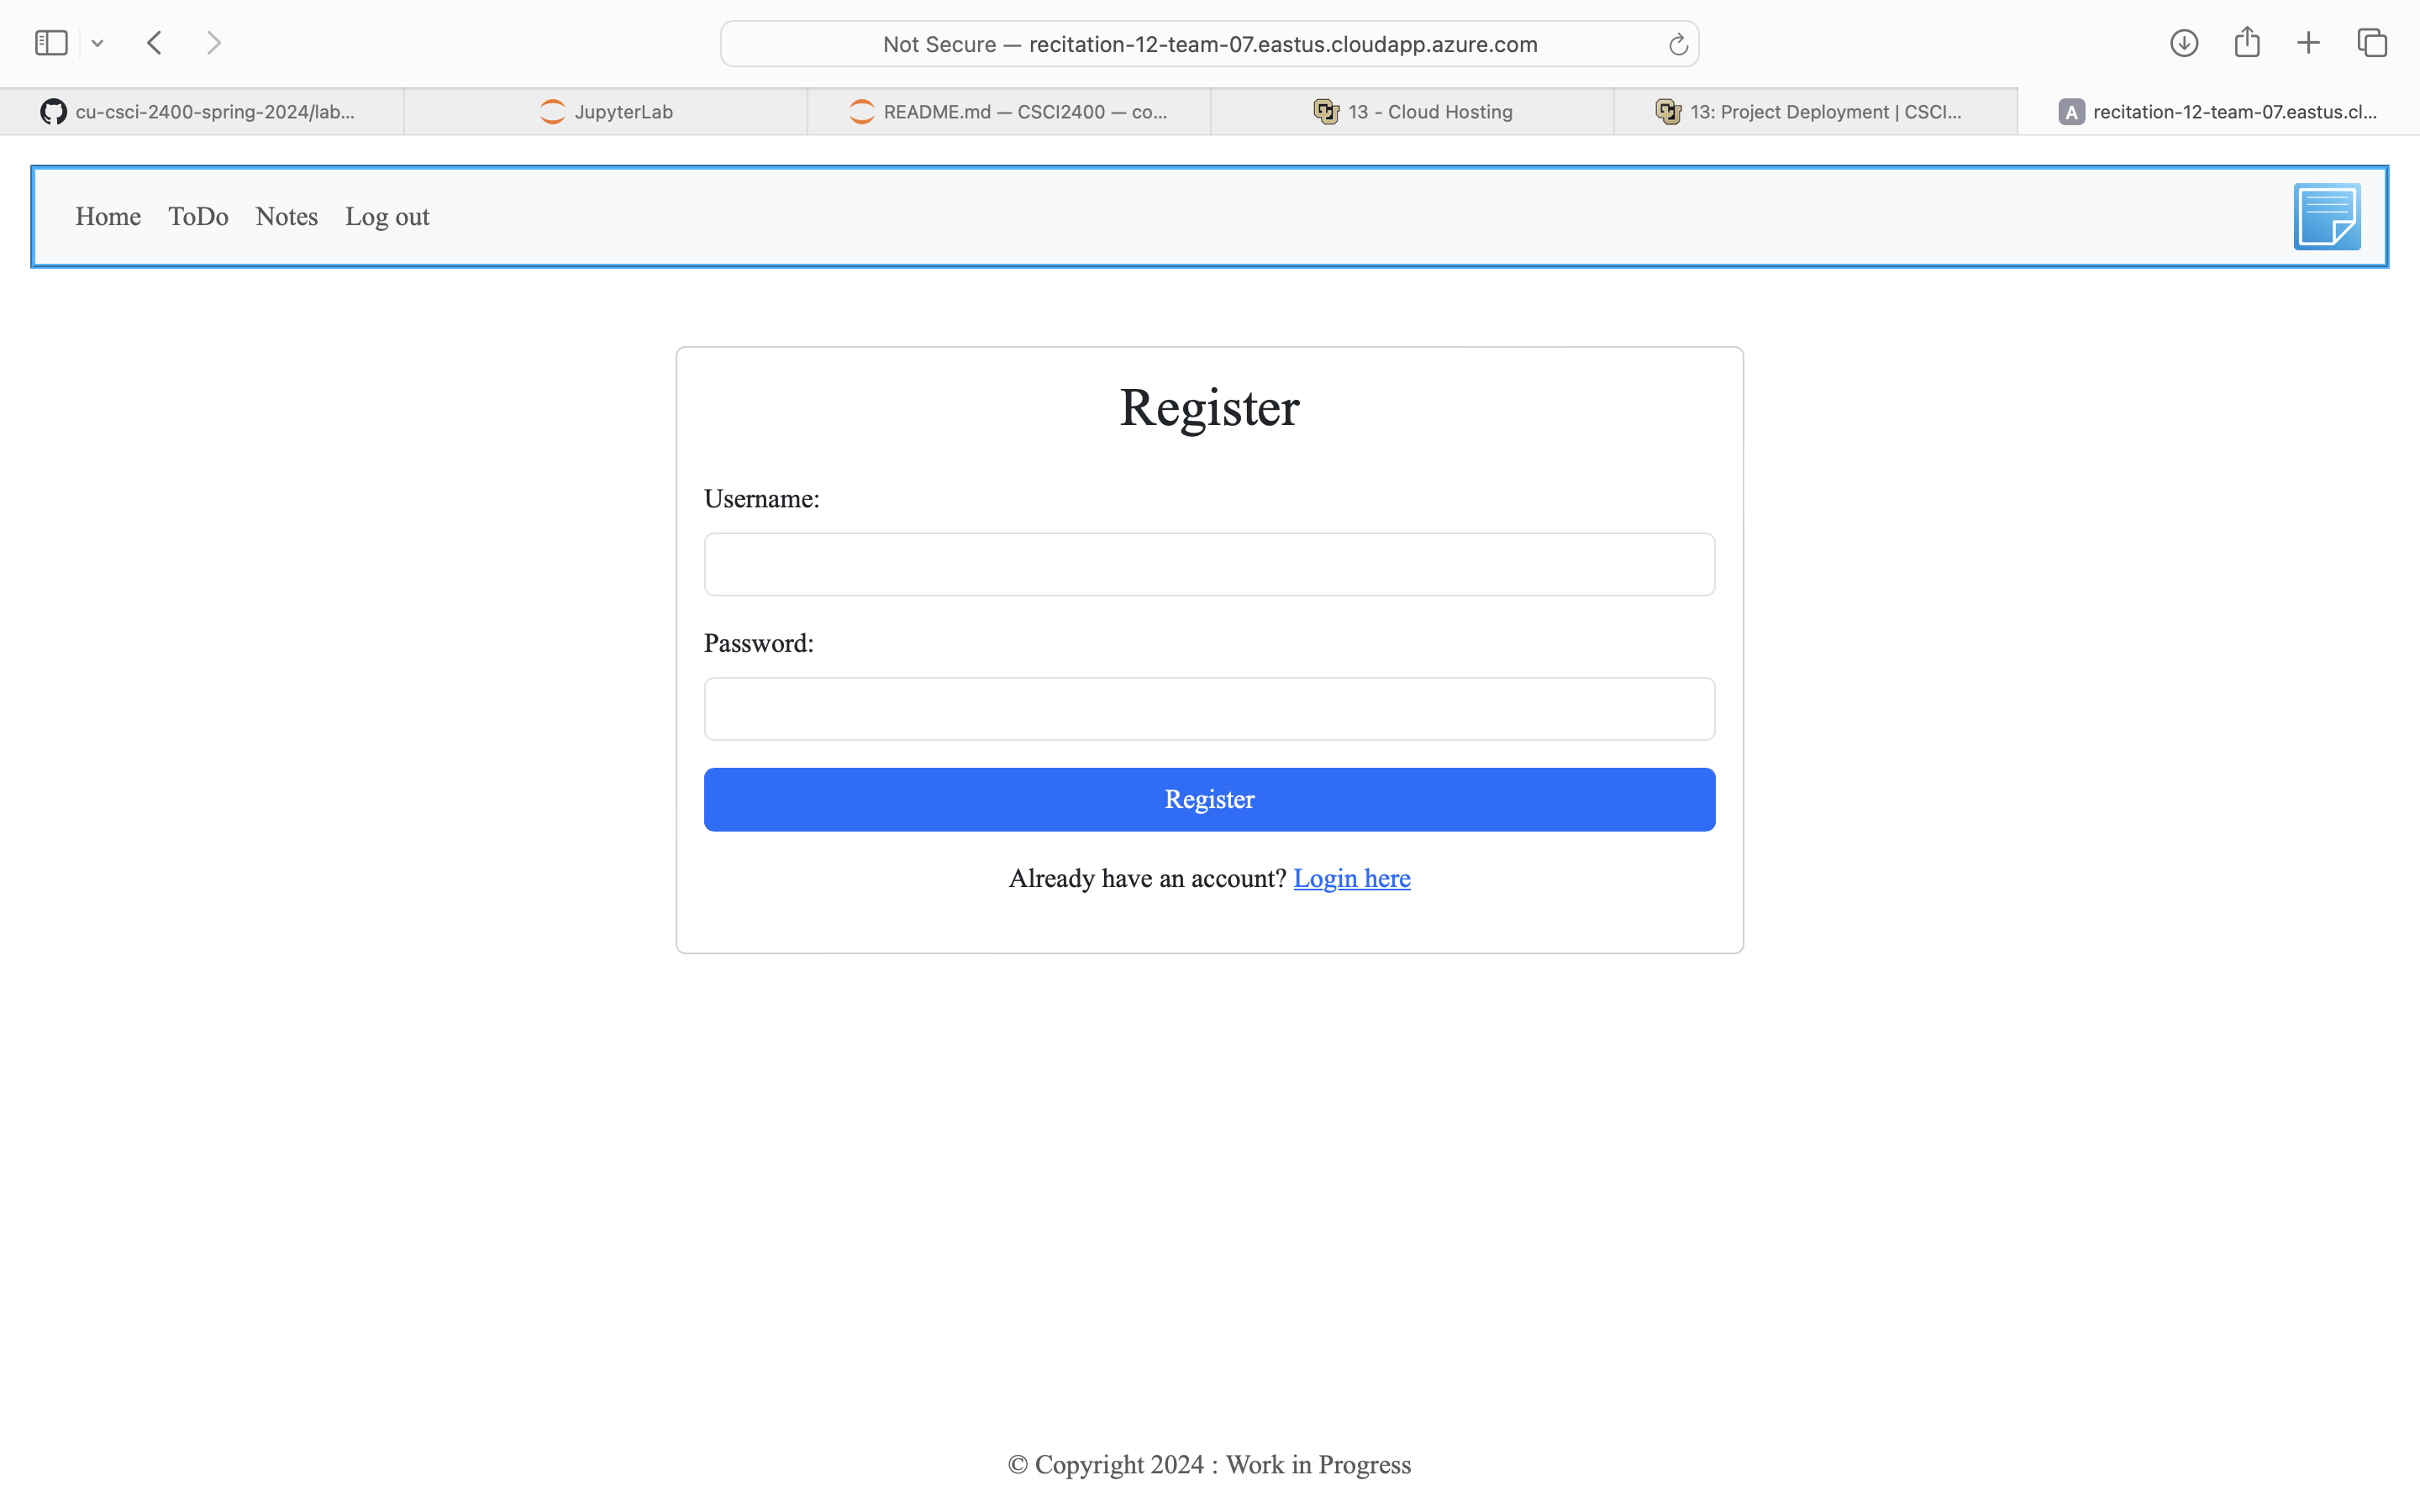 Not Secure — recitation-12-team-07.eastus.cloudapp.azure.com
cu-csci-2400-spring-2024/lab...
JupyterLab
README.md — CSCI2400 — co...
13 - Cloud Hosting
13: Project Deployment | CSCI...
A recitation-12-team-07.eastus.cl...
Home ToDo Notes Log out
Register
Username:
Password:
Register
Already have an account? Login here
© Copyright 2024 : Work in Progress